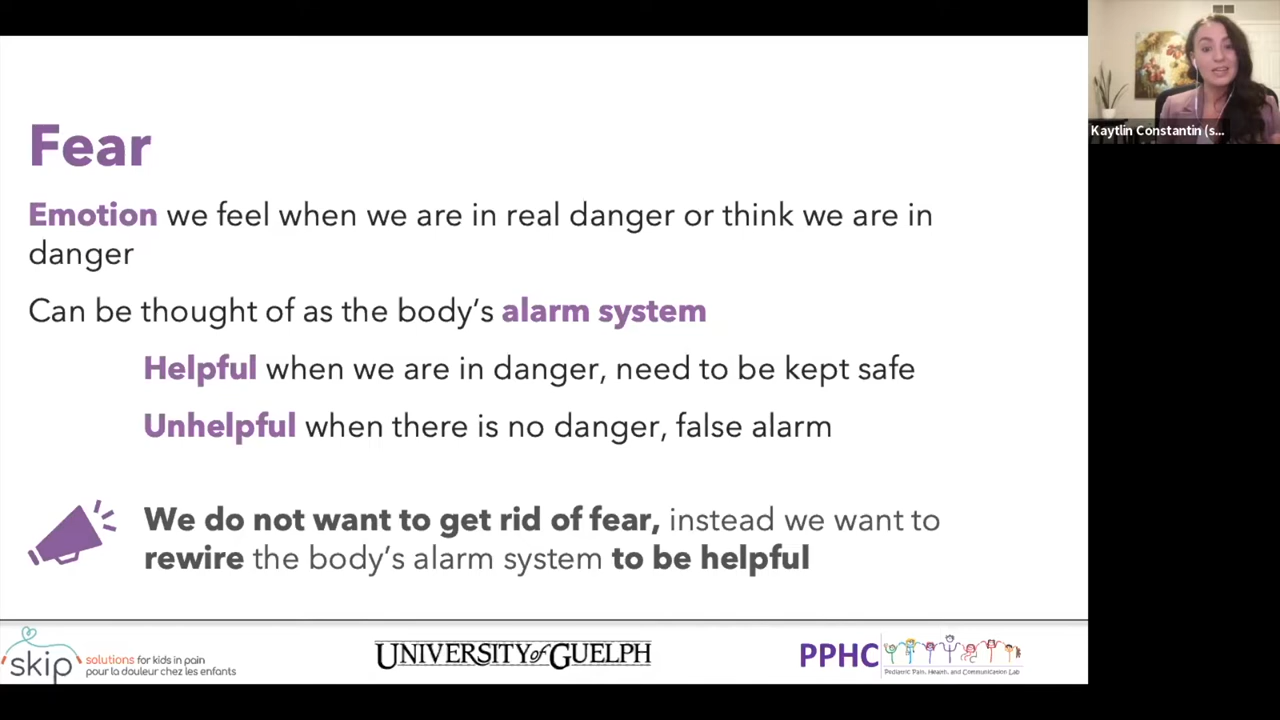 Fear
Emotion we feel when we are in real danger or think we are in
danger
Can be thought of as the body’s alarm system
Helpful when we are in danger, need to be kept safe
Unhelpful when there is no danger, false alarm
We do not want to get rid of fear, instead we want to
rewire the body’s alarm system to be helpful
skip
solutions for kids in pain
pour la douleur chez les enfants
UNIVERSITY of GUELPH
PPHC
Pediatric Pain, Health, and Communication Lab
Kaytlin Constantin (s...